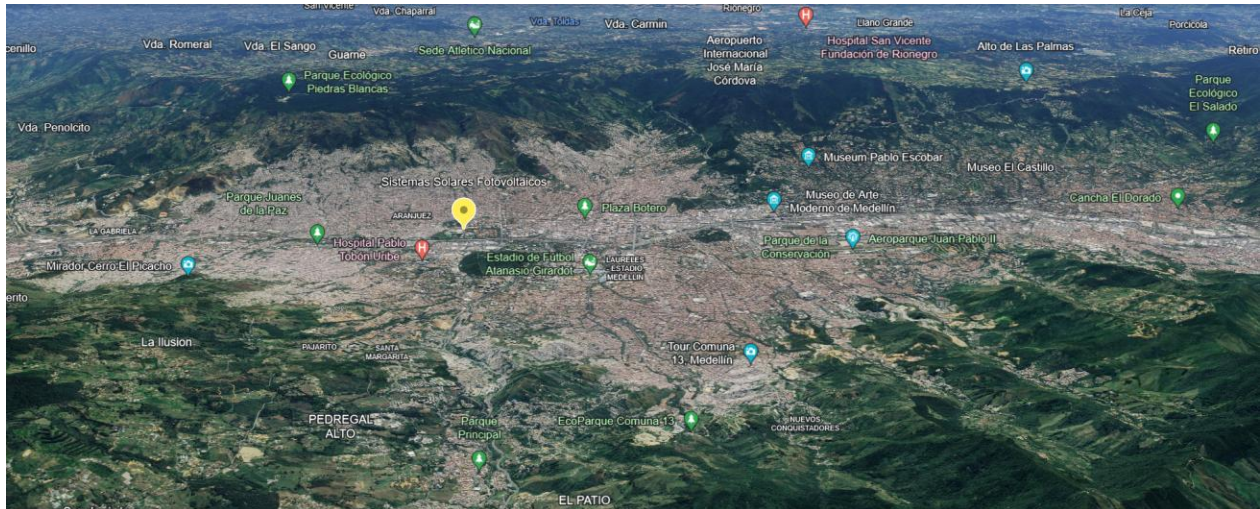 San Vicente
Vda. Chaparral
Vda. Toldas
Vda. Carmin
Rionegro
Llano Grande
La Ceja
Porcicola
cenillo
Vda. Romeral
Vda. El Sango
Guarne
Sede Atlético Nacional
Aeropuerto
Internacional
José María
Córdova
Hospital San Vicente
Fundación de Rionegro
Alto de Las Palmas
Retiro
Parque Ecológico
Piedras Blancas
Parque
Ecológico
El Salado
Vda. Peñolcito
Museum Pablo Escobar
Museo El Castillo
Sistemas Solares Fotovoltaicos
Parque Juanes
de la Paz
ARANJUEZ
Plaza Botero
Museo de Arte
Moderno de Medellín
Cancha El Dorado
LA GABRIELA
Hospital Pablo
Tobón Uribe
Estadio de Fútbol
Atanasio Girardot
LAURELES
- ESTADIO
MEDELLÍN
Parque de la
Conservación
Aeroparque Juan Pablo II
Mirador Cerro El Picacho
erito
La Ilusion
PAJARITO
SANTA
MARGARITA
Tour Comuna
13, Medellín
PEDREGAL
ALTO
Parque
Principal
EcoParque Comuna 13
NUEVOS
CONQUISTADORES
EL PATIO